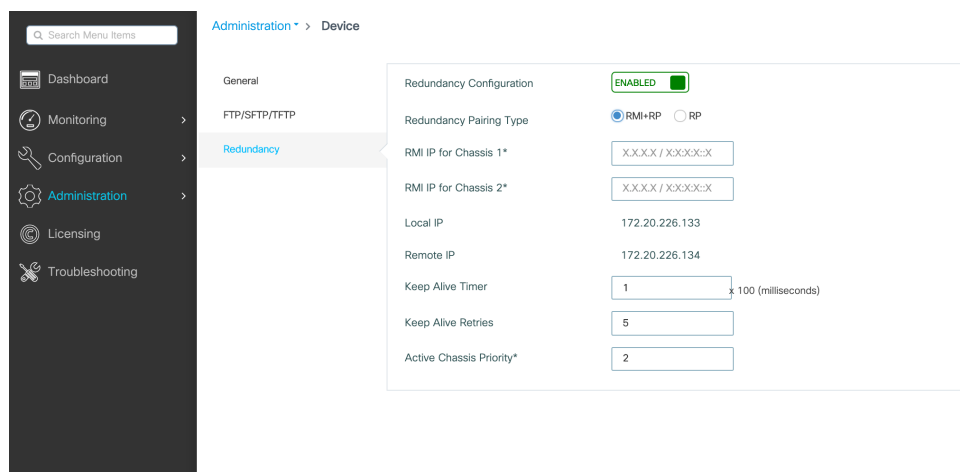 Search Menu Items
Dashboard
Monitoring
Configuration
Administration
Licensing
Troubleshooting
Administration > Device
General
FTP/SFTP/TFTP
Redundancy
Redundancy Configuration ENABLED
Redundancy Pairing Type RMI+RP RP
RMI IP for Chassis 1* X.X.X.X / X:X:X:X::X
RMI IP for Chassis 2* X.X.X.X / X:X:X:X::X
Local IP 172.20.226.133
Remote IP 172.20.226.134
Keep Alive Timer 1 x 100 (milliseconds)
Keep Alive Retries 5
Active Chassis Priority* 2